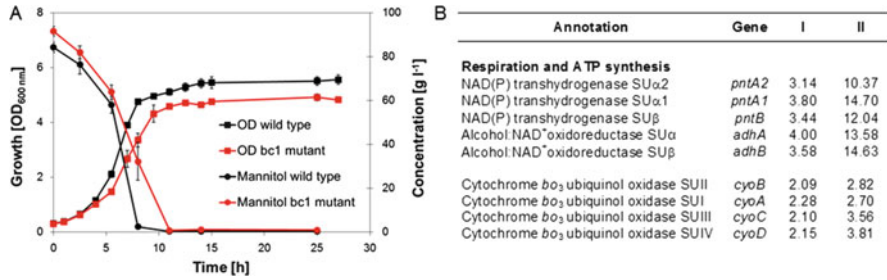 A
Growth [OD600 nm]
8
6
4
2
0
100
80
60
40
20
0
Concentration [g l-1]
OD wild type
OD bc1 mutant
Mannitol wild type
Mannitol bc1 mutant
0 5 10 15 20 25 30
Time [h]
B
Annotation Gene I II
Respiration and ATP synthesis
NAD(P) transhydrogenase SUα2 pntA2 3.14 10.37
NAD(P) transhydrogenase SUα1 pntA1 3.80 14.70
NAD(P) transhydrogenase SUβ pntB 3.44 12.04
Alcohol:NAD+oxidoreductase SUα adhA 4.00 13.58
Alcohol:NAD+oxidoreductase SUβ adhB 3.58 14.63
Cytochrome bo3 ubiquinol oxidase SUII cyoB 2.09 2.82
Cytochrome bo3 ubiquinol oxidase SUI cyoA 2.28 2.70
Cytochrome bo3 ubiquinol oxidase SUIII cyoC 2.10 3.56
Cytochrome bo3 ubiquinol oxidase SUIV cyoD 2.15 3.81